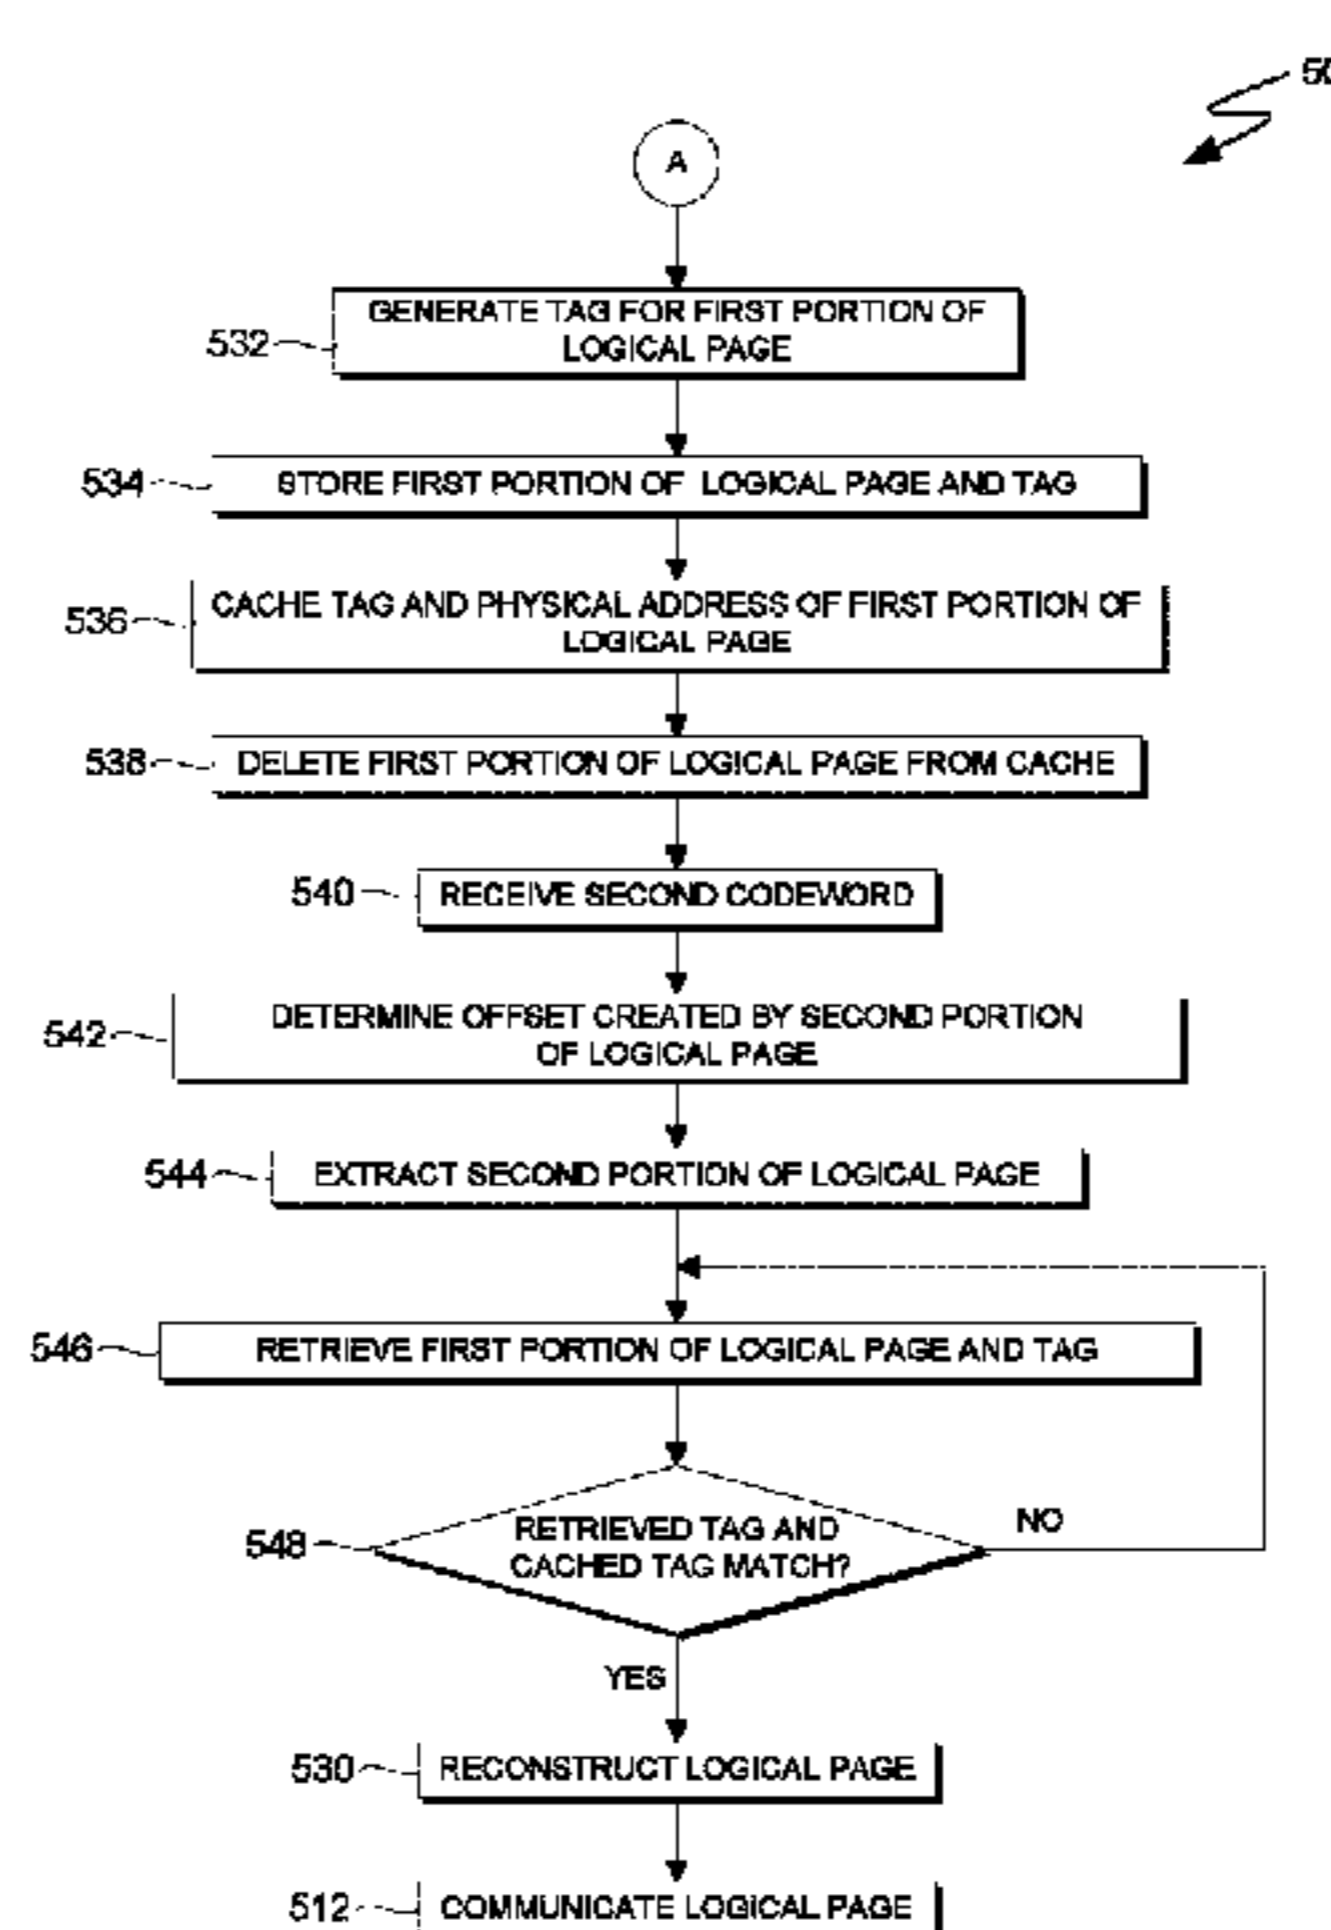 A
GENERATE TAG FOR FIRST PORTION OF
LOGICAL PAGE
532
534
STORE FIRST PORTION OF LOGICAL PAGE AND TAG
536
CACHE TAG AND PHYSICAL ADDRESS OF FIRST PORTION OF
LOGICAL PAGE
538
DELETE FIRST PORTION OF LOGICAL PAGE FROM CACHE
540
RECEIVE SECOND CODEWORD
542
DETERMINE OFFSET CREATED BY SECOND PORTION
OF LOGICAL PAGE
544
EXTRACT SECOND PORTION OF LOGICAL PAGE
546
RETRIEVE FIRST PORTION OF LOGICAL PAGE AND TAG
548
RETRIEVED TAG AND
CACHED TAG MATCH?
NO
YES
530
RECONSTRUCT LOGICAL PAGE
512
COMMUNICATE LOGICAL PAGE